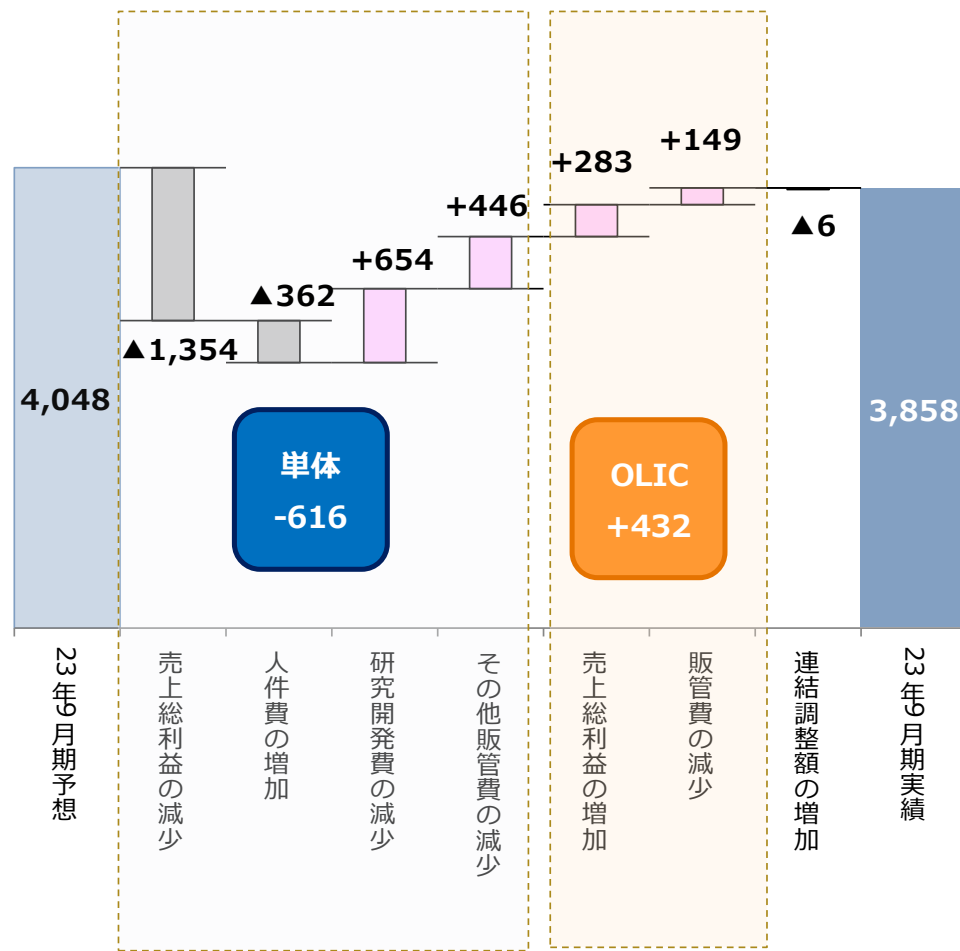 +149
+283
+446
▲6
+654
▲362
▲1,354
4,048
3,858
単体
-616
OLIC
+432
23年9月期予想
売上総利益の減少
人件費の増加
研究開発費の減少
その他販管費の減少
売上総利益の増加
販管費の減少
連結調整額の増加
23年9月期実績